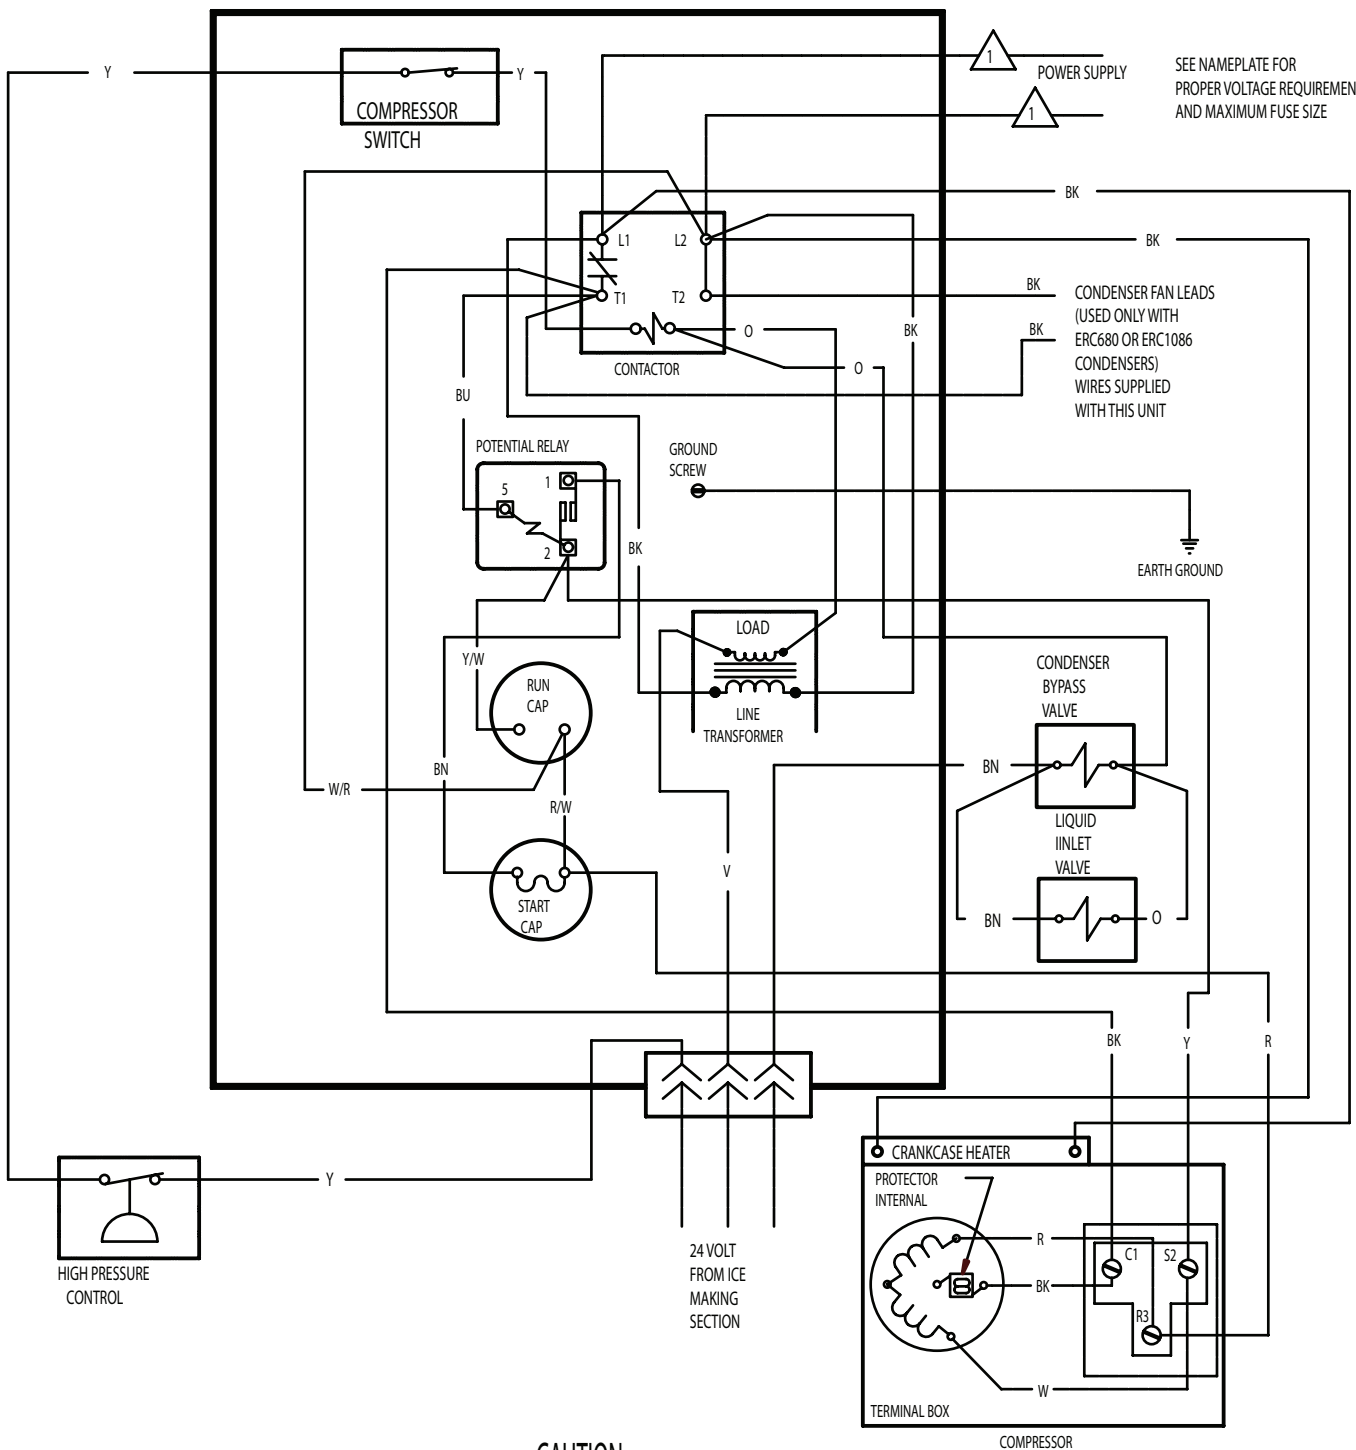 Y
COMPRESSOR
SWITCH
Y
1
POWER SUPPLY
1
SEE NAMEPLATE FOR
PROPER VOLTAGE REQUIREMEN
AND MAXIMUM FUSE SIZE
BK
L1
L2
BK
T1
T2
BK
CONDENSER FAN LEADS
(USED ONLY WITH
ERC680 OR ERC1086
CONDENSERS)
WIRES SUPPLIED
WITH THIS UNIT
BK
O
BK
CONTACTOR
O
BU
POTENTIAL RELAY
5
1
2
BK
GROUND
SCREW
EARTH GROUND
Y/W
RUN
CAP
LOAD
LINE
TRANSFORMER
CONDENSER
BYPASS
VALVE
BN
W/R
R/W
BN
LIQUID
IINLET
VALVE
V
START
CAP
BN
O
BK
Y
R
Y
HIGH PRESSURE
CONTROL
24 VOLT
FROM ICE
MAKING
SECTION
CRANKCASE HEATER
PROTECTOR
INTERNAL
R
C1
S2
BK
R3
W
TERMINAL BOX
COMPRESSOR